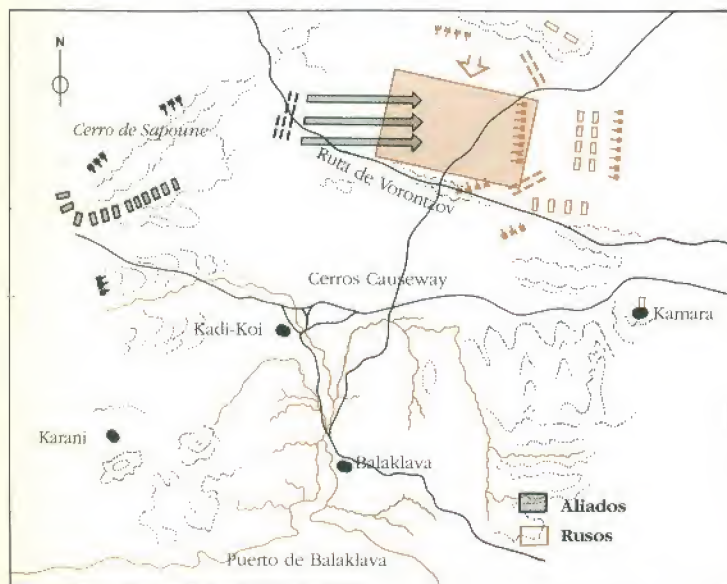 N
Cerro de Sapoune
Ruta de Vorontzov
Cerros Causeway
Kadi-Koi
Kamara
Karani
Balaklava
Aliados
Rusos
Puerto de Balaklava